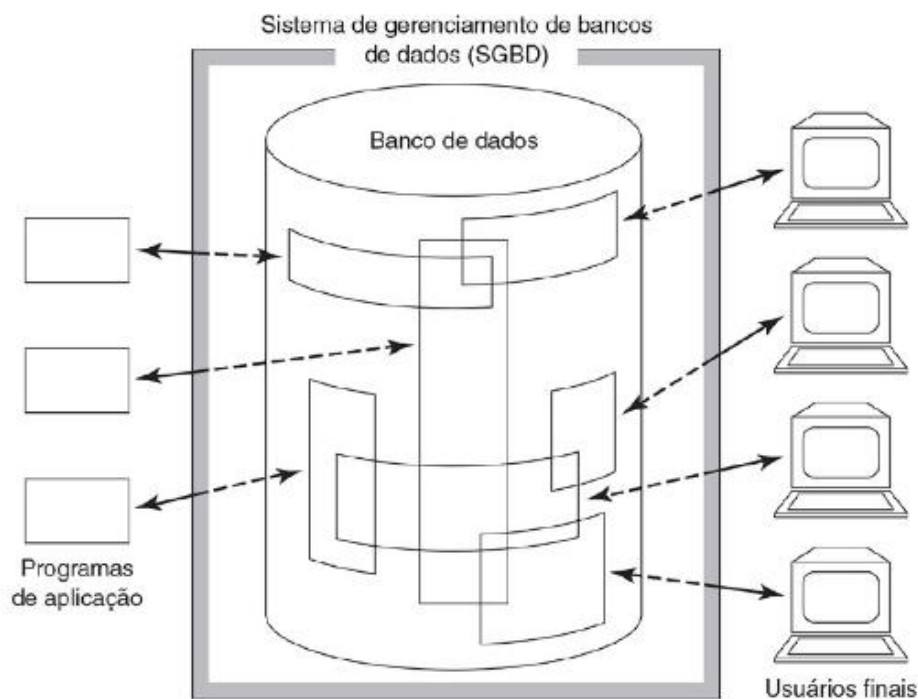 Sistema de gerenciamento de bancos
de dados (SGBD)
Banco de dados
Programas
de aplicação
Usuários finais